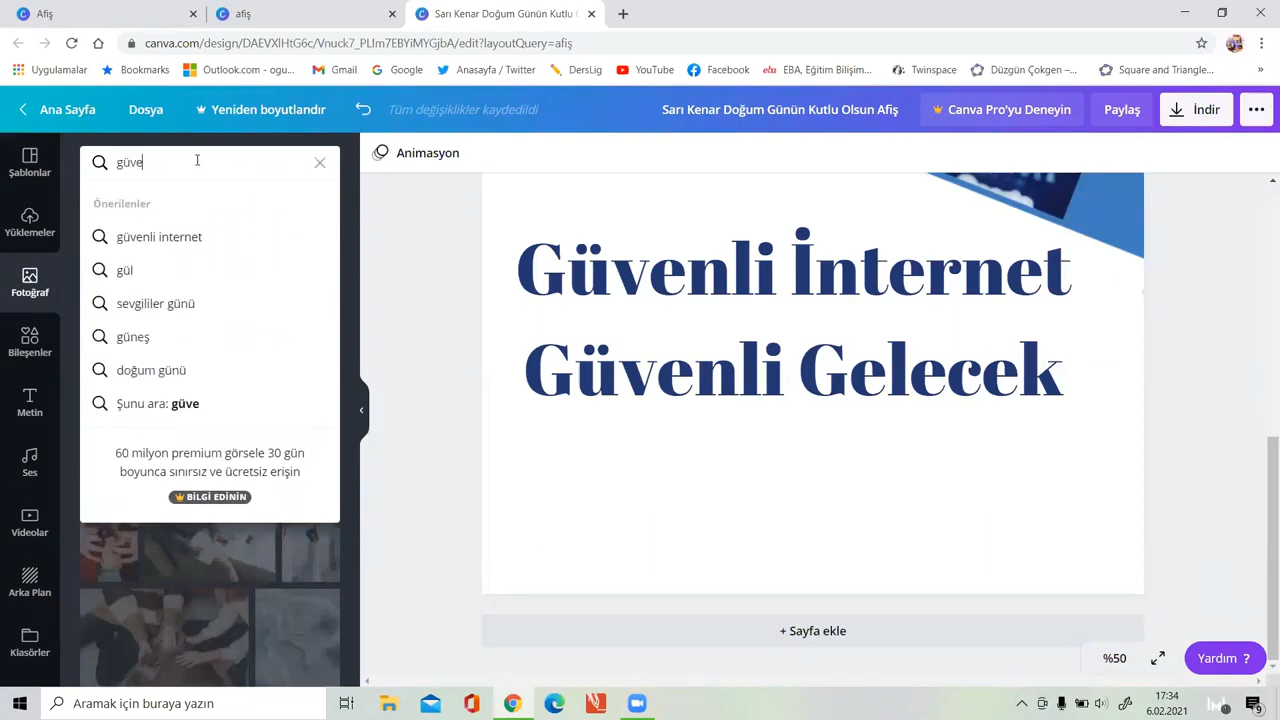 Afiş
afiş
Sarı Kenar Doğum Günün Kutlu
canva.com/design/DAEVXlHtG6c/Vnuck7_PLIm7EBYiMYGjbA/edit?layoutQuery=afiş
Uygulamalar
Bookmarks
Outlook.com - ogu...
Gmail
Google
Anasayfa / Twitter
DersLig
YouTube
Facebook
eba
EBA, Eğitim Bilişim...
Twinspace
Düzgün Çokgen –...
Square and Triangle...
»
Ana Sayfa
Dosya
Yeniden boyutlandır
Tüm değişiklikler kaydedildi
Sarı Kenar Doğum Günün Kutlu Olsun Afiş
Canva Pro'yu Deneyin
Paylaş
İndir
Şablonlar
Yüklemeler
Fotoğraf
Bileşenler
Metin
Ses
Videolar
Arka Plan
Klasörler
güve
Önerilenler
güvenli internet
gül
sevgililer günü
güneş
doğum günü
Şunu ara: güve
60 milyon premium görsele 30 gün
boyunca sınırsız ve ücretsiz erişin
BİLGİ EDİNİN
Animasyon
Güvenli İnternet
Güvenli Gelecek
+ Sayfa ekle
%50
Yardım ?
Aramak için buraya yazın
17:34
6.02.2021
9